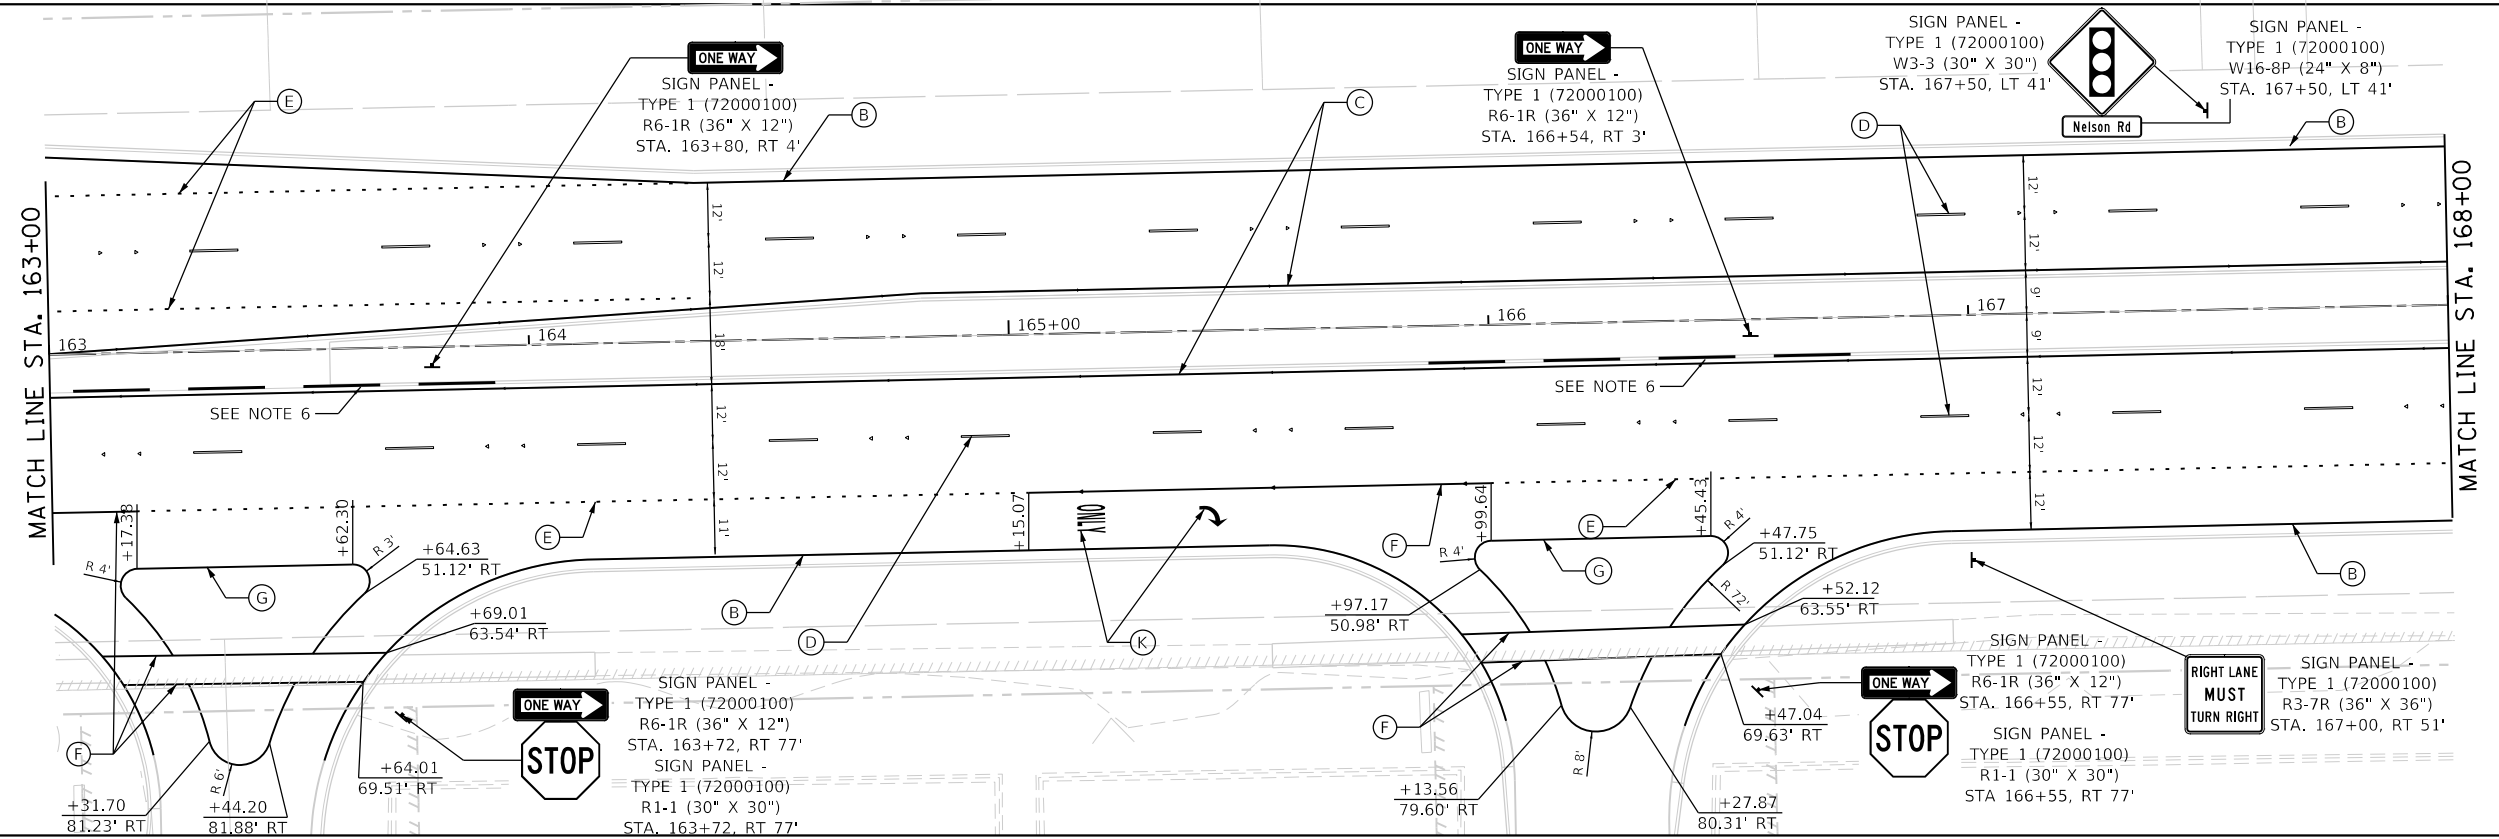 ONE WAY
SIGN PANEL -
TYPE 1 (72000100)
R6-1R (36" X 12")
STA. 163+80, RT 4'
ONE WAY
SIGN PANEL -
TYPE 1 (72000100)
R6-1R (36" X 12")
STA. 166+54, RT 3'
SIGN PANEL -
TYPE 1 (72000100)
W3-3 (30" X 30")
STA. 167+50, LT 41'
SIGN PANEL -
TYPE 1 (72000100)
W16-8P (24" X 8")
STA. 167+50, LT 41'
Nelson Rd
E
B
C
D
B
MATCH LINE STA. 163+00
MATCH LINE STA. 168+00
12'
12'
18'
12'
12'
11'
12'
12'
9'
9'
12'
12'
12'
163
164
165+00
166
167
SEE NOTE 6
SEE NOTE 6
+17.38
+62.30
+15.07
+99.64
+45.43
ONLY
E
F
E
R 4'
R 3'
+64.63
51.12' RT
R 4'
R 4'
+47.75
51.12' RT
G
G
B
B
+69.01
63.54' RT
+97.17
50.98' RT
R 72'
+52.12
63.55' RT
D
K
F
F
SIGN PANEL -
TYPE 1 (72000100)
R6-1R (36" X 12")
STA. 163+72, RT 77'
SIGN PANEL -
TYPE 1 (72000100)
R1-1 (30" X 30")
STA. 163+72, RT 77'
ONE WAY
STOP
SIGN PANEL -
TYPE 1 (72000100)
R6-1R (36" X 12")
STA. 166+55, RT 77'
SIGN PANEL -
TYPE 1 (72000100)
R1-1 (30" X 30")
STA 166+55, RT 77'
ONE WAY
STOP
RIGHT LANE
MUST
TURN RIGHT
SIGN PANEL -
TYPE 1 (72000100)
R3-7R (36" X 36")
STA. 167+00, RT 51'
+47.04
69.63' RT
+64.01
69.51' RT
R 6'
R 8'
+31.70
81.23' RT
+44.20
81.88' RT
+13.56
79.60' RT
+27.87
80.31' RT